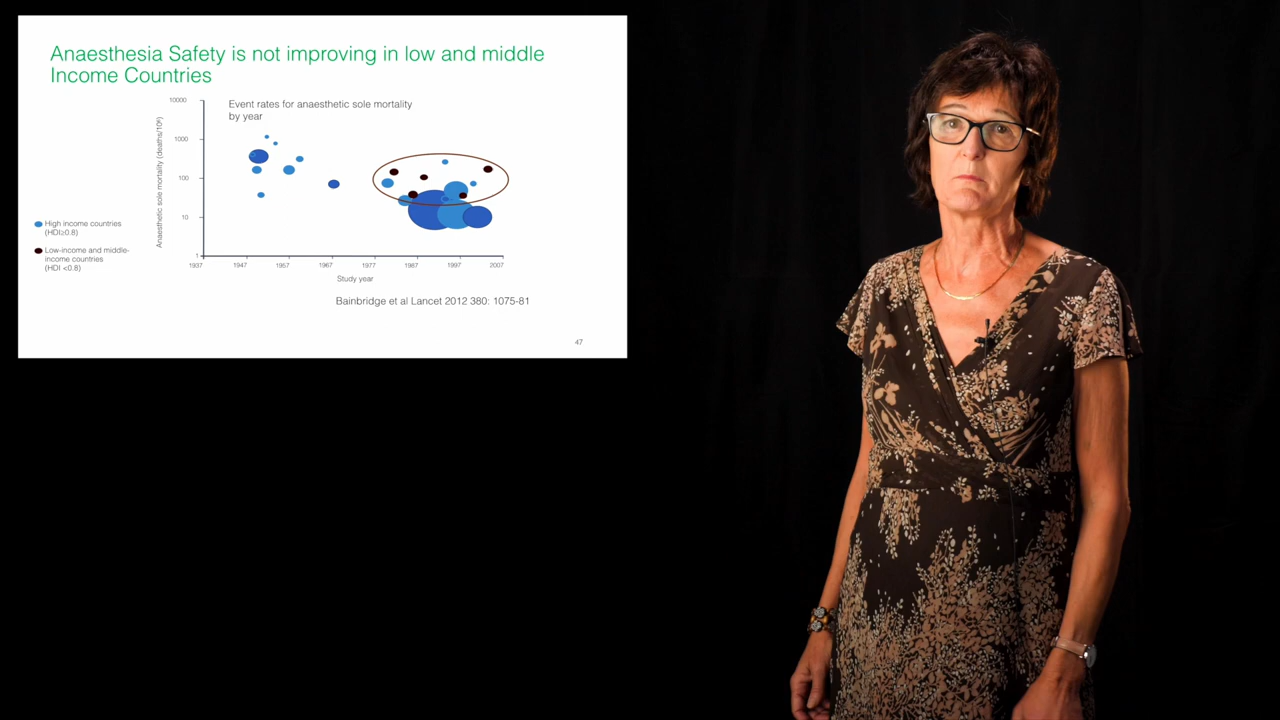 Anaesthesia Safety is not improving in low and middle
Income Countries
Event rates for anaesthetic sole mortality
by year
Anaesthetic sole mortality (deaths/10⁶)
10000
1000
100
10
1
1937
1947
1957
1967
1977
1987
1997
2007
Study year
High income countries
(HDI≥0.8)
Low-income and middle-
income countries
(HDI <0.8)
Bainbridge et al Lancet 2012 380: 1075-81
47